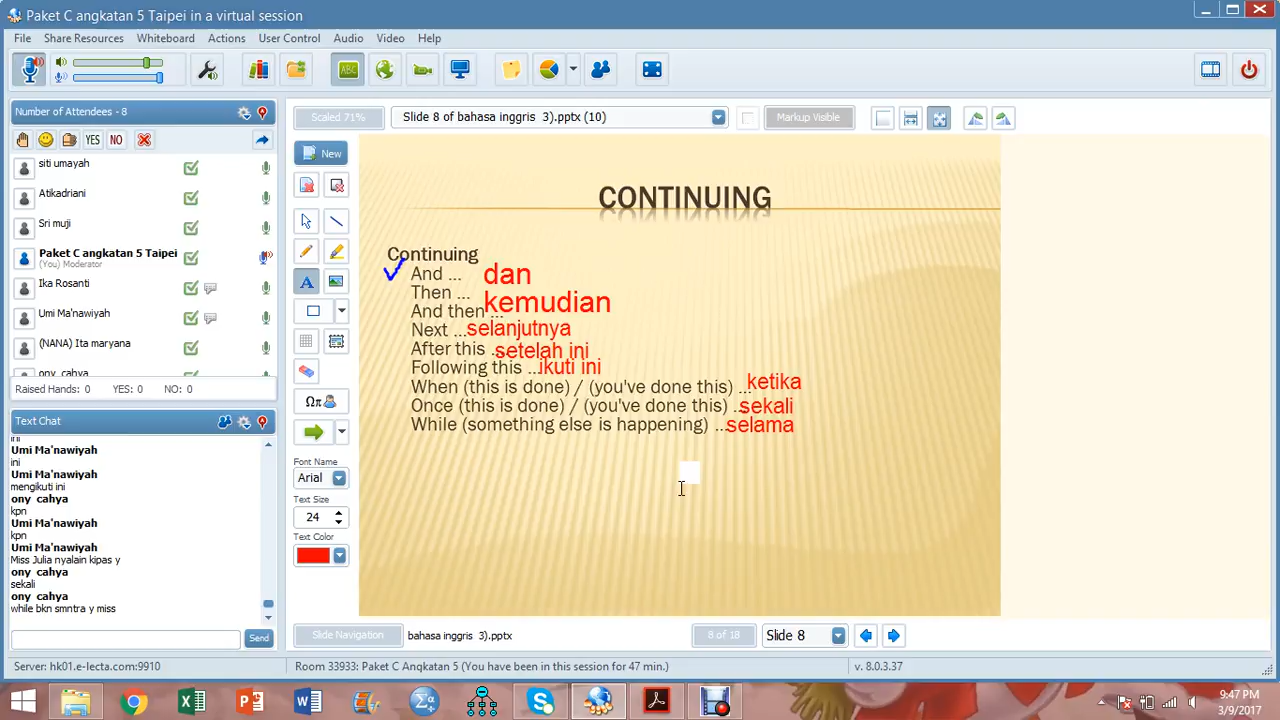 Paket C angkatan 5 Taipei in a virtual session
File Share Resources Whiteboard Actions User Control Audio Video Help
Number of Attendees - 8
YES NO
siti umayah
Atikadriani
Sri muji
Paket C angkatan 5 Taipei
(You) Moderator
Ika Rosanti
Umi Ma'nawiyah
(NANA) Ita maryana
ony cahya
Raised Hands: 0 YES: 0 NO: 0
Text Chat
Umi Ma'nawiyah
ini
Umi Ma'nawiyah
mengikuti ini
ony cahya
kpn
Umi Ma'nawiyah
kpn
Umi Ma'nawiyah
Miss Julia nyalain kipas y
ony cahya
sekali
ony cahya
while bkn smntra y miss
Send
ABC
Scaled 71% Slide 8 of bahasa inggris 3).pptx (10) Markup Visible
New
A
Ωπ
Font Name
Arial
Text Size
24
Text Color
CONTINUING
Continuing
And ... dan
Then ...
And then ... kemudian
Next ... selanjutnya
After this ... setelah ini
Following this ... ikuti ini
When (this is done) / (you've done this) ... ketika
Once (this is done) / (you've done this) ... sekali
While (something else is happening) ... selama
Slide Navigation bahasa inggris 3).pptx 8 of 18 Slide 8
Server: hk01.e-lecta.com:9910 Room 33933: Paket C Angkatan 5 (You have been in this session for 47 min.) v. 8.0.3.37
9:47 PM
3/9/2017